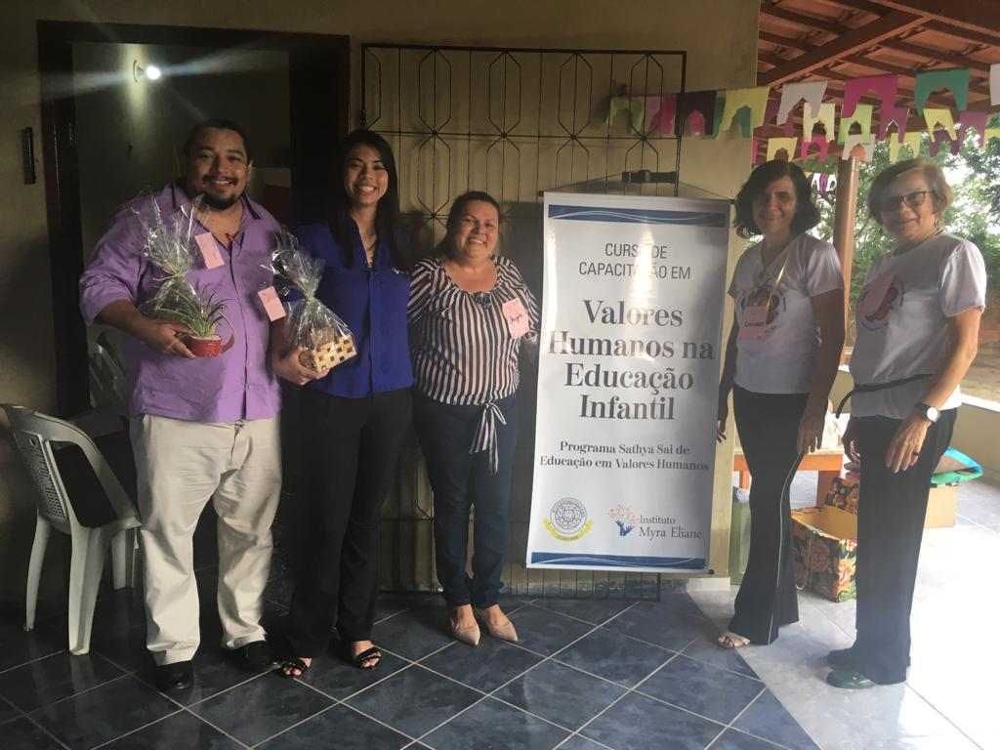 CURSO DE
CAPACITAÇÃO EM
Valores
Humanos na
Educação
Infantil
Programa Sathya Sai de
Educação em Valores Humanos
Instituto
Myra Eliane